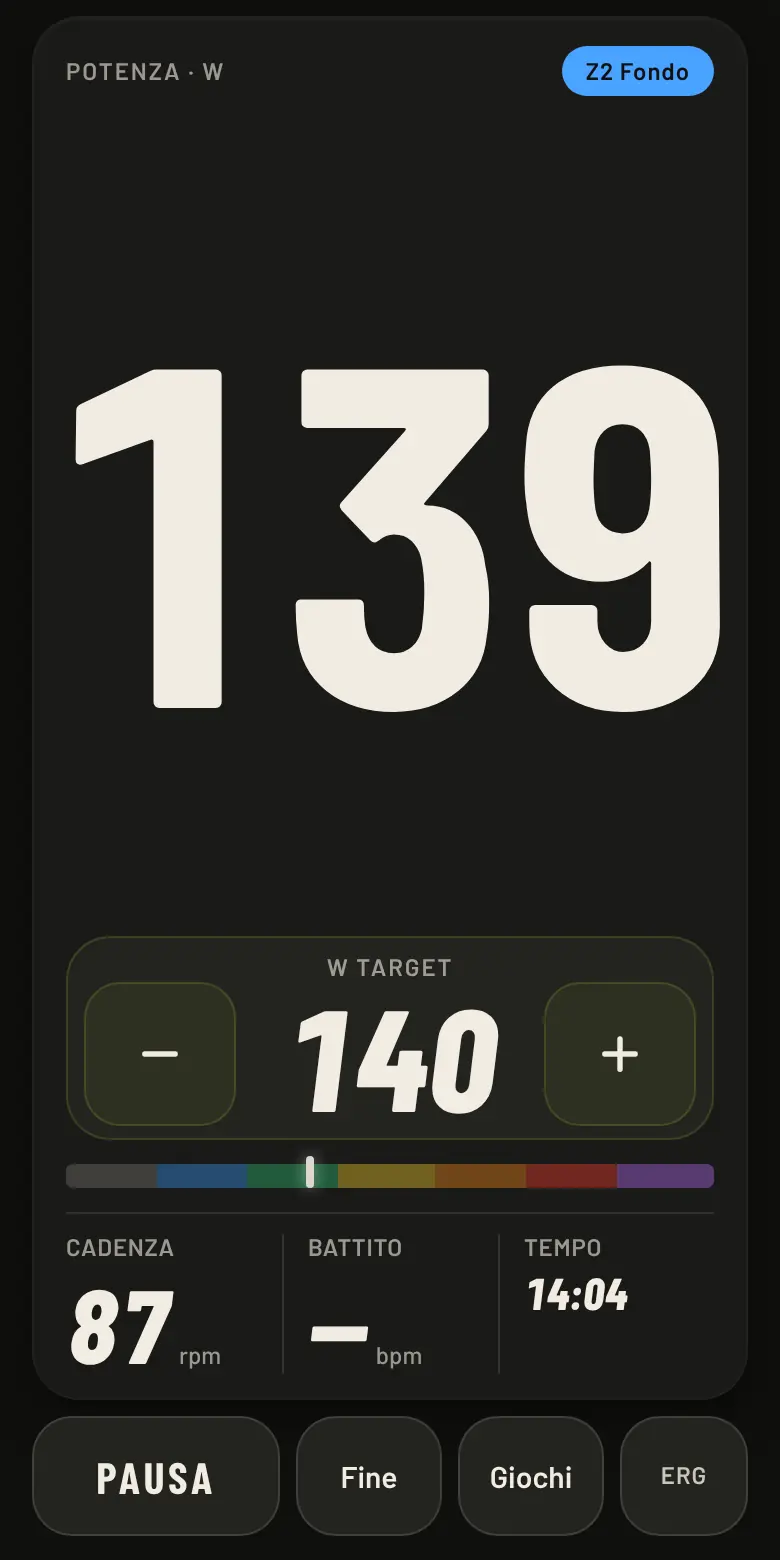 POTENZA · W
Z2 Fondo
139
W TARGET
− 140 +
CADENZA BATTITO TEMPO
87 rpm — bpm 14:04
PAUSA Fine Giochi ERG